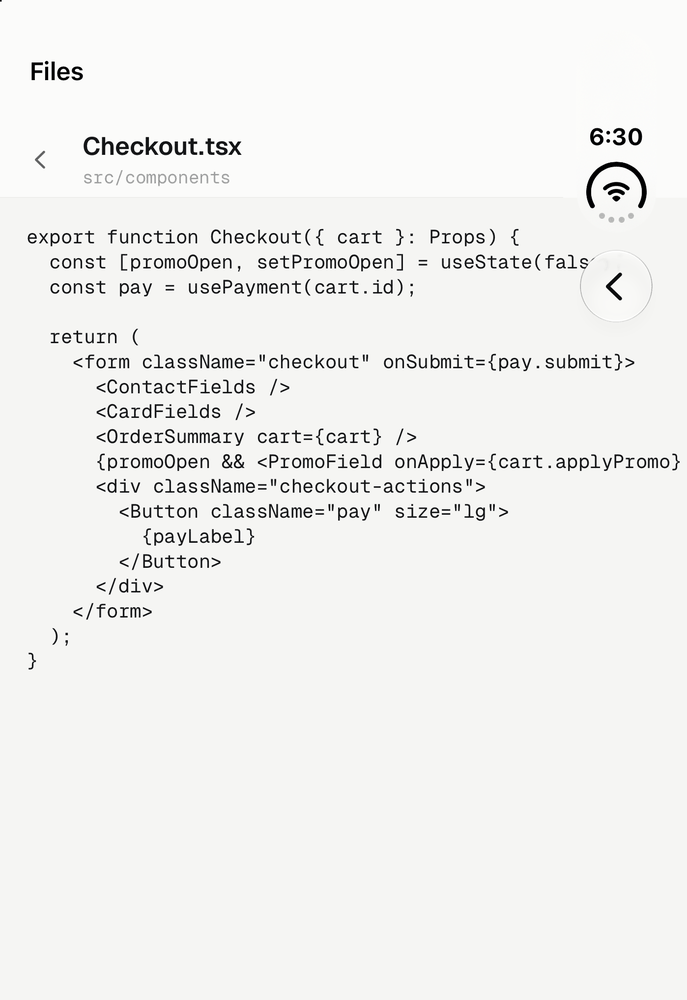 Files
6:30
Checkout.tsx
src/components
export function Checkout({ cart }: Props) {
const [promoOpen, setPromoOpen] = useState(fals
const pay = usePayment(cart.id);
return (
<form className="checkout" onSubmit={pay.submit}>
<ContactFields />
<CardFields />
<OrderSummary cart={cart} />
{promoOpen && <PromoField onApply={cart.applyPromo}
<div className="checkout-actions">
<Button className="pay" size="lg">
{payLabel}
</Button>
</div>
</form>
);
}